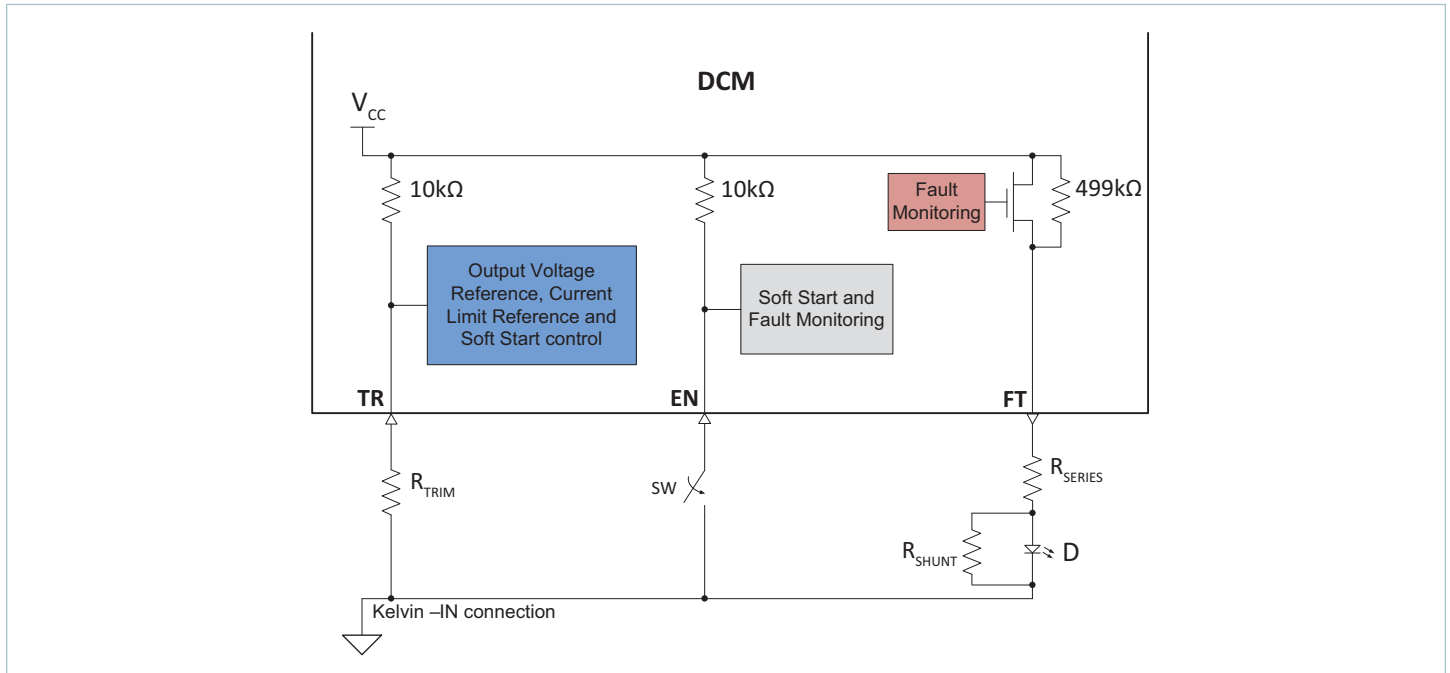 DCM
VCC
10kΩ
10kΩ
499kΩ
Fault
Monitoring
Output Voltage
Reference, Current
Limit Reference and
Soft Start control
Soft Start and
Fault Monitoring
TR
EN
FT
RTRIM
SW
RSERIES
RSHUNT
D
Kelvin –IN connection